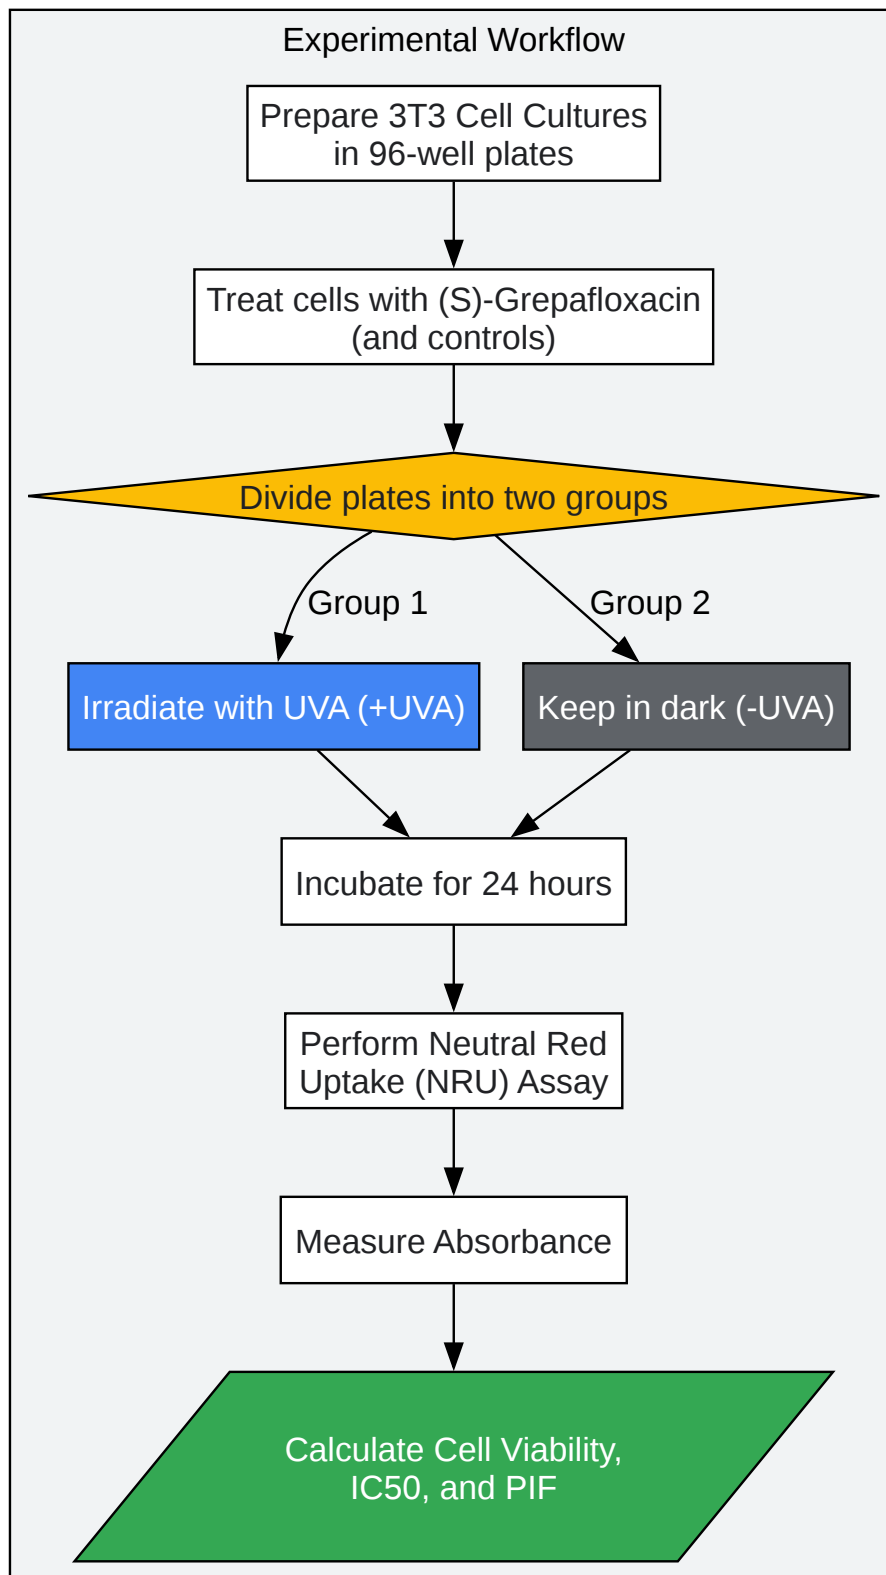 Experimental Workflow
Prepare 3T3 Cell Cultures
in 96-well plates
Treat cells with (S)-Grepafloxacin
(and controls)
Divide plates into two groups
Group 1
Group 2
Irradiate with UVA (+UVA)
Keep in dark (-UVA)
Incubate for 24 hours
Perform Neutral Red
Uptake (NRU) Assay
Measure Absorbance
Calculate Cell Viability,
IC50, and PIF